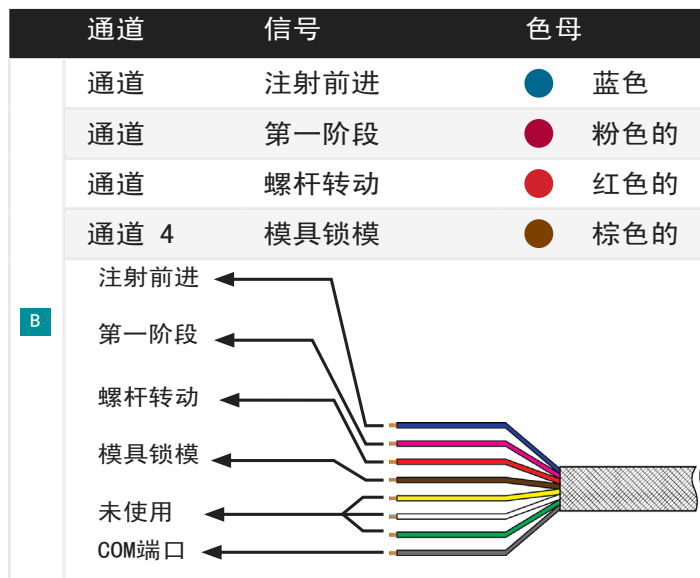 通道 信号 色母
通道 注射前进 蓝色
通道 第一阶段 粉色的
通道 螺杆转动 红色的
通道 4 模具锁模 棕色的
B
注射前进
第一阶段
螺杆转动
模具锁模
未使用
COM端口